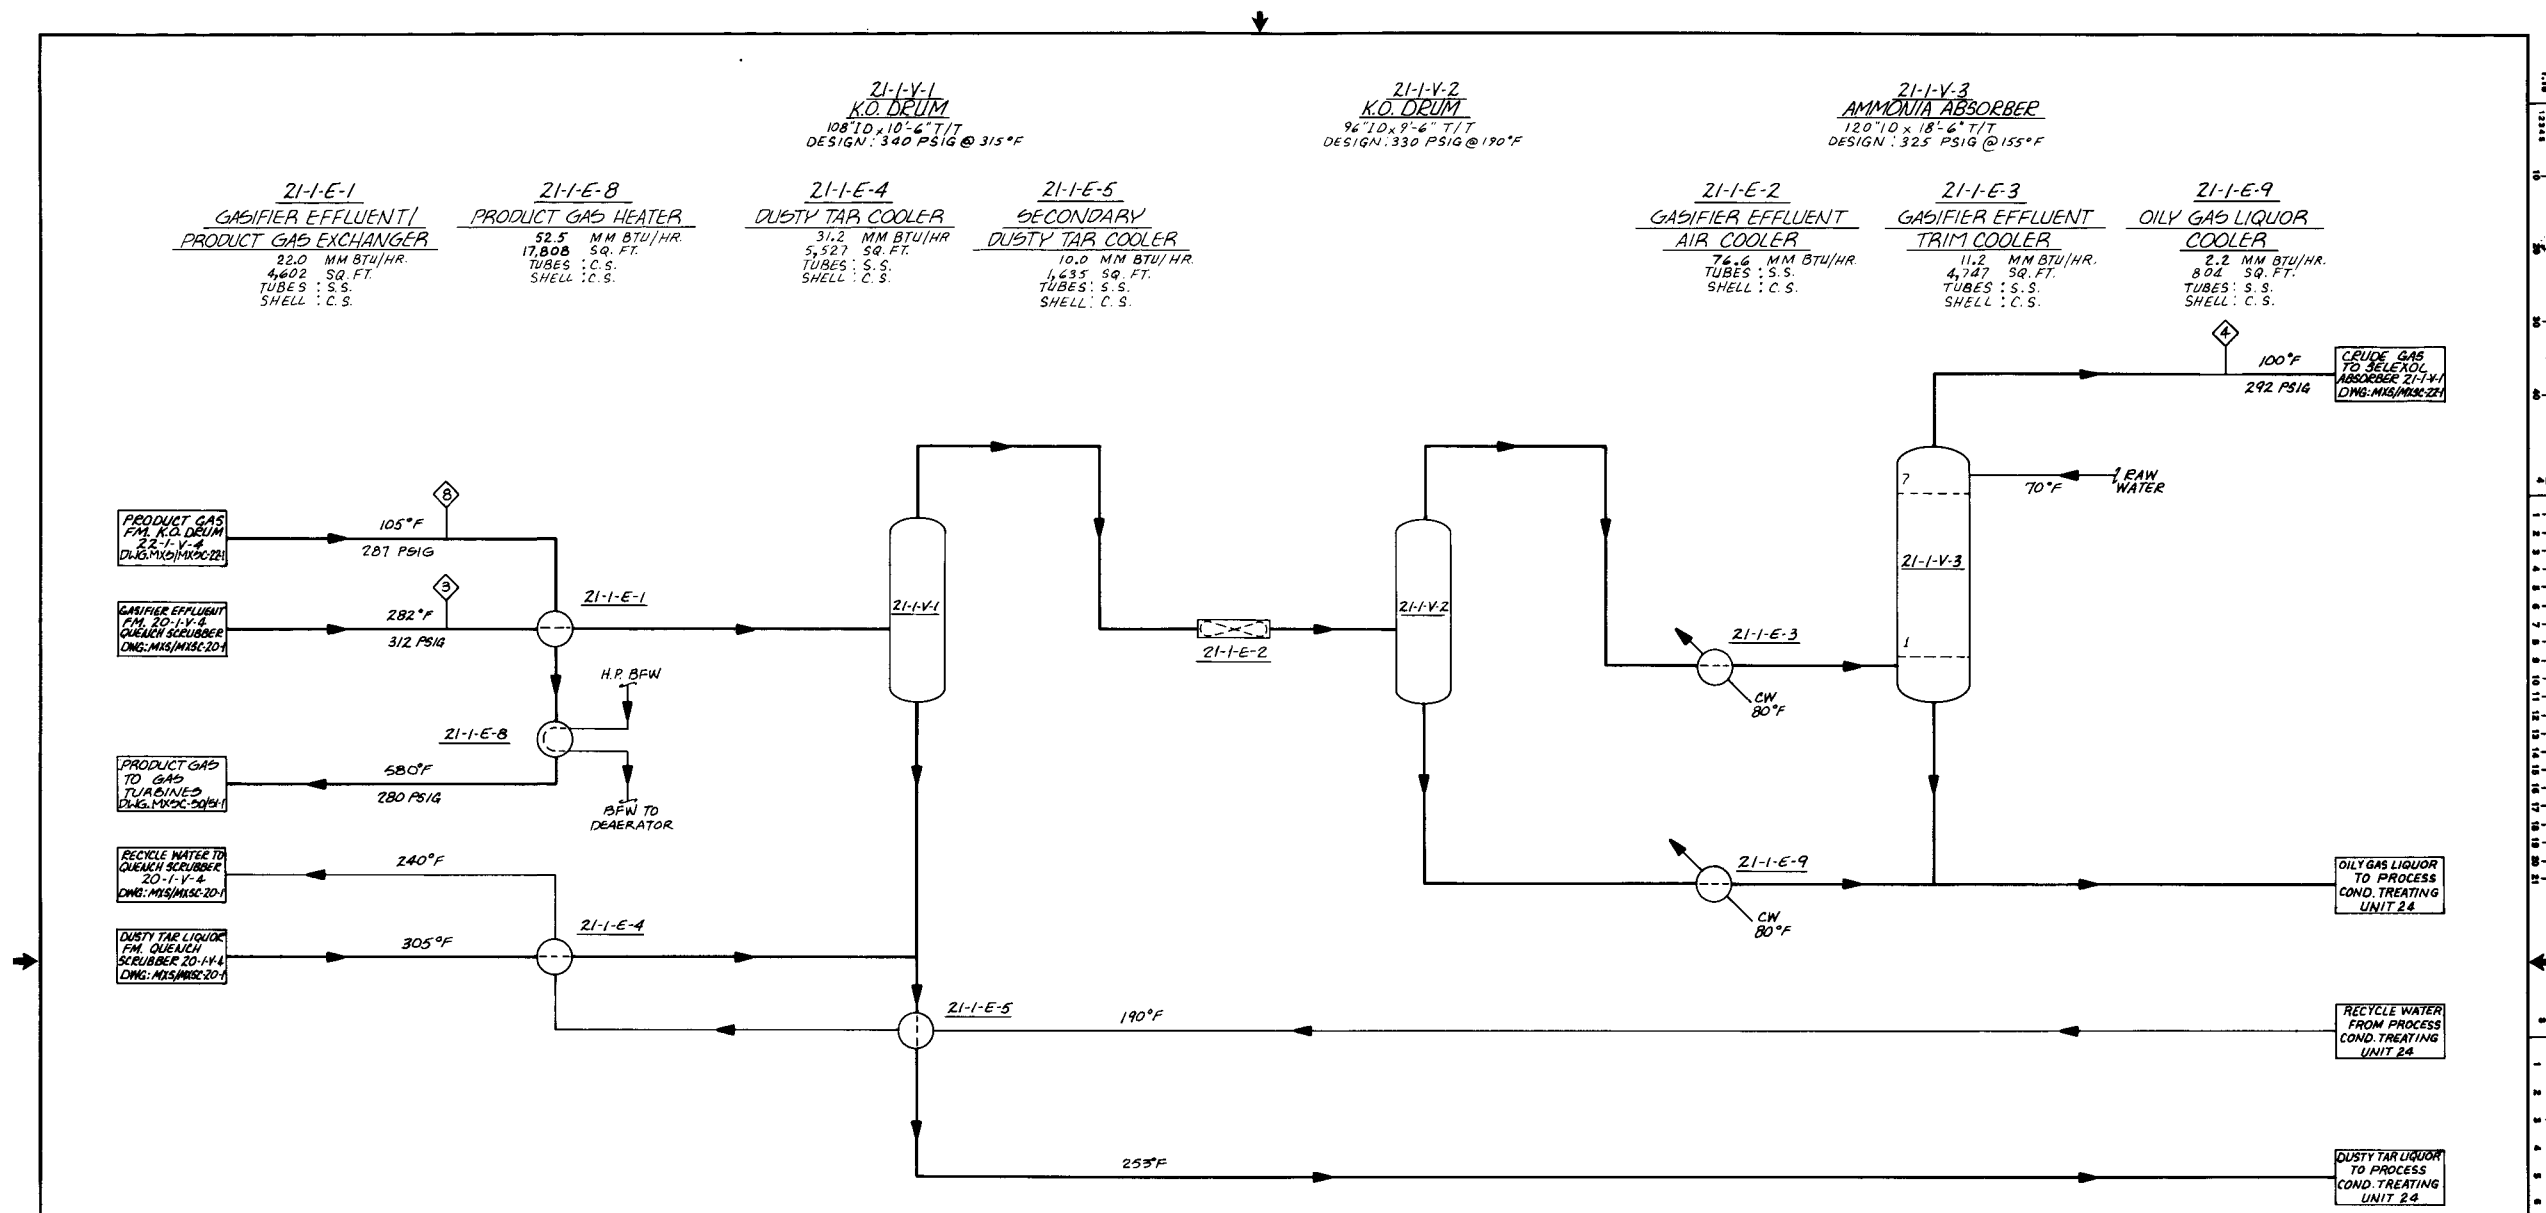 21-1-V-1
K.O. DRUM
108"ID x 10'-6" T/T
DESIGN: 340 PSIG @ 315°F
21-1-V-2
K.O. DRUM
96"ID x 9'-6" T/T
DESIGN: 330 PSIG @ 190°F
21-1-V-3
AMMONIA ABSORBER
120"ID x 18'-6" T/T
DESIGN: 325 PSIG @ 155°F
21-1-E-1
GASIFIER EFFLUENT/
PRODUCT GAS EXCHANGER
22.0 MM BTU/HR.
4,602 SQ. FT.
TUBES : S.S.
SHELL : C.S.
21-1-E-8
PRODUCT GAS HEATER
52.5 MM BTU/HR.
17,808 SQ. FT.
TUBES : C.S.
SHELL : C.S.
21-1-E-4
DUSTY TAR COOLER
31.2 MM BTU/HR
5,527 SQ. FT.
TUBES : S.S.
SHELL : C.S.
21-1-E-5
SECONDARY
DUSTY TAR COOLER
10.0 MM BTU/HR.
1,635 SQ. FT.
TUBES : S.S.
SHELL : C.S.
21-1-E-2
GASIFIER EFFLUENT
AIR COOLER
76.6 MM BTU/HR.
TUBES : S.S.
SHELL : C.S.
21-1-E-3
GASIFIER EFFLUENT
TRIM COOLER
11.2 MM BTU/HR.
4,747 SQ. FT.
TUBES : S.S.
SHELL : C.S.
21-1-E-9
OILY GAS LIQUOR
COOLER
2.2 MM BTU/HR.
804 SQ. FT.
TUBES : S.S.
SHELL : C.S.
4
100°F
292 PSIG
CRUDE GAS
TO SELEXOL
ABSORBER 21-1-V-1
DWG: MXS/MXSC-22-1
7
70°F
RAW
WATER
21-1-V-3
1
PRODUCT GAS
FM. K.O. DRUM
22-1-V-4
DWG. MXS/MXSC-22-1
105°F
8
287 PSIG
GASIFIER EFFLUENT
FM. 20-1-V-4
QUENCH SCRUBBER
DWG: MXS/MXSC-20-1
282°F
3
312 PSIG
21-1-E-1
21-1-V-1
21-1-E-2
21-1-V-2
21-1-E-3
CW
80°F
H.P. BFW
21-1-E-8
BFW TO
DEAERATOR
PRODUCT GAS
TO GAS
TURBINES
DWG. MXSC-50/51-1
580°F
280 PSIG
RECYCLE WATER TO
QUENCH SCRUBBER
20-1-V-4
DWG: MXS/MXSC-20-1
240°F
21-1-E-9
CW
80°F
OILY GAS LIQUOR
TO PROCESS
COND. TREATING
UNIT 24
DUSTY TAR LIQUOR
FM. QUENCH
SCRUBBER 20-1-V-4
DWG: MXS/MXSC-20-1
305°F
21-1-E-4
21-1-E-5
190°F
RECYCLE WATER
FROM PROCESS
COND. TREATING
UNIT 24
253°F
DUSTY TAR LIQUOR
TO PROCESS
COND. TREATING
UNIT 24